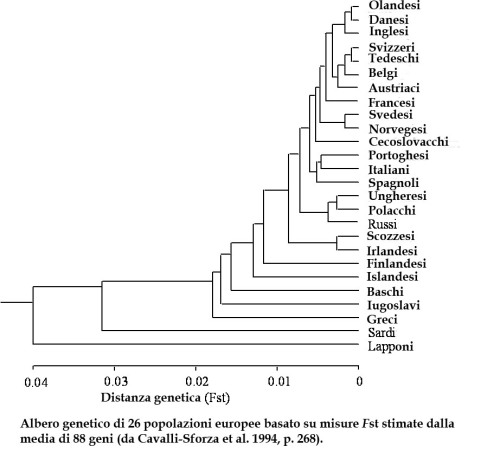 Olandesi
Danesi
Inglesi
Svizzeri
Tedeschi
Belgi
Austriaci
Francesi
Svedesi
Norvegesi
Cecoslovacchi
Portoghesi
Italiani
Spagnoli
Ungheresi
Polacchi
Russi
Scozzesi
Irlandesi
Finlandesi
Islandesi
Baschi
Iugoslavi
Greci
Sardi
Lapponi
0.04 0.03 0.02 0.01 0
Distanza genetica (Fst)
Albero genetico di 26 popolazioni europee basato su misure Fst stimate dalla
media di 88 geni (da Cavalli-Sforza et al. 1994, p. 268).